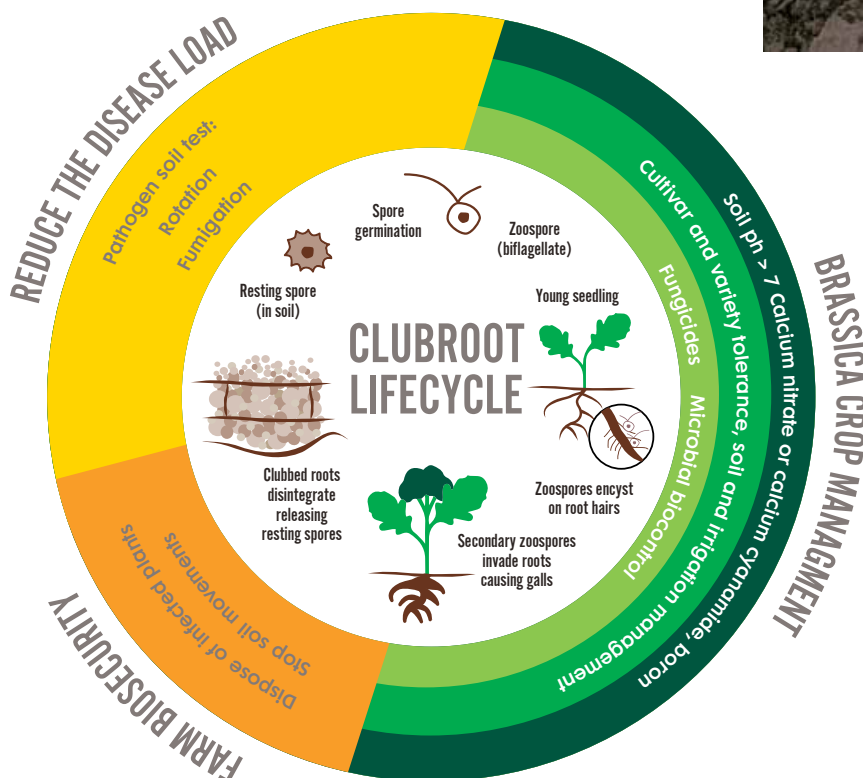 REDUCE THE DISEASE LOAD
Pathogen soil test:
Rotation
Fumigation
BRASSICA CROP MANAGMENT
Soil ph > 7 Calcium nitrate or calcium cyanamide, boron
Cultivar and variety tolerance, soil and irrigation management
Fungicides Microbial biocontrol
FARM BIOSECURITY
Dispose of infected plants
Stop soil movements
CLUBROOT
LIFECYCLE
Spore
germination
Zoospore
(biflagellate)
Young seedling
Zoospores encyst
on root hairs
Secondary zoospores
invade roots
causing galls
Clubbed roots
disintegrate
releasing
resting spores
Resting spore
(in soil)